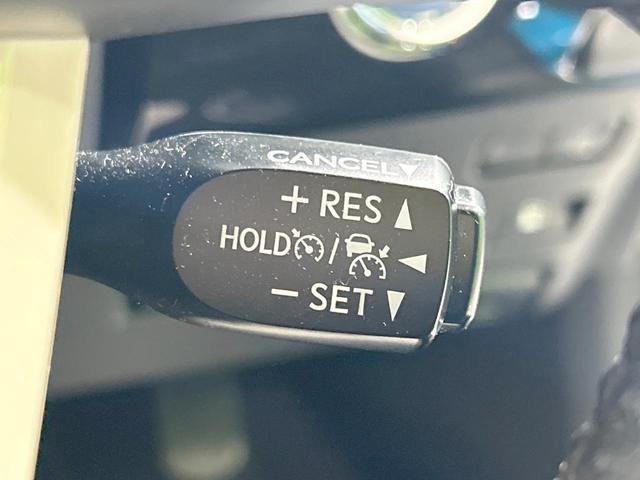 CANCEL▼
+ RES ▲
HOLD / ◀
− SET ▼